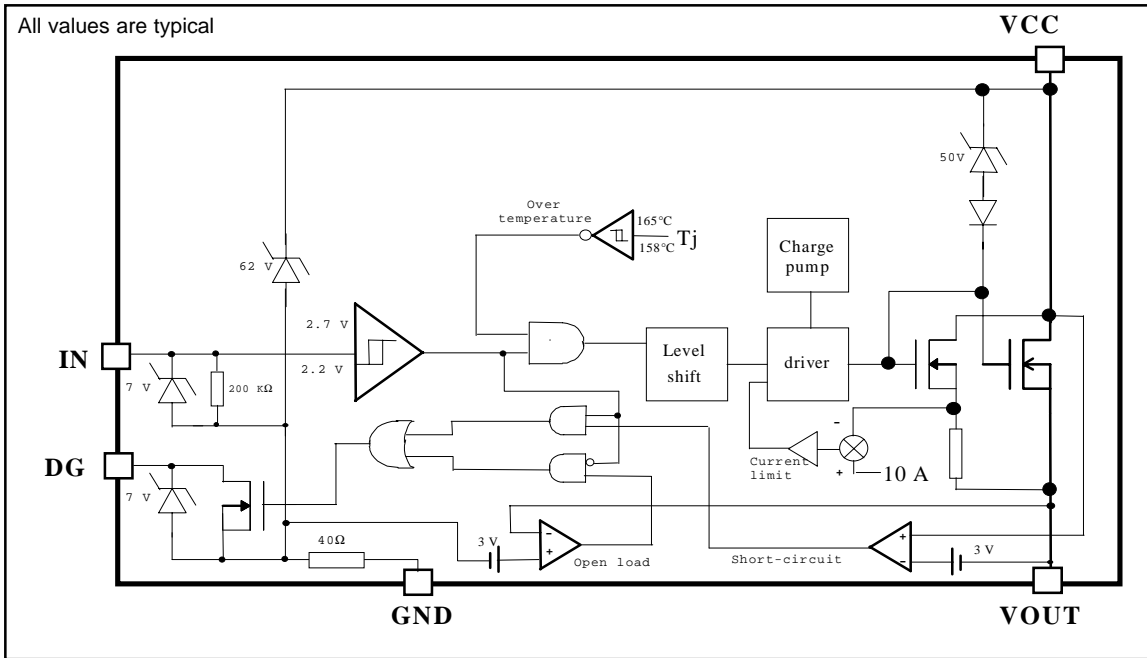 All values are typical
VCC
50V
Over
temperature
165°C
158°C
Tj
Charge
pump
62 V
2.7 V
2.2 V
IN
Level
shift
driver
7 V
200 KΩ
-
+
10 A
Current
limit
DG
7 V
40Ω
3 V
-
+
Open load
Short-circuit
+
-
3 V
GND
VOUT